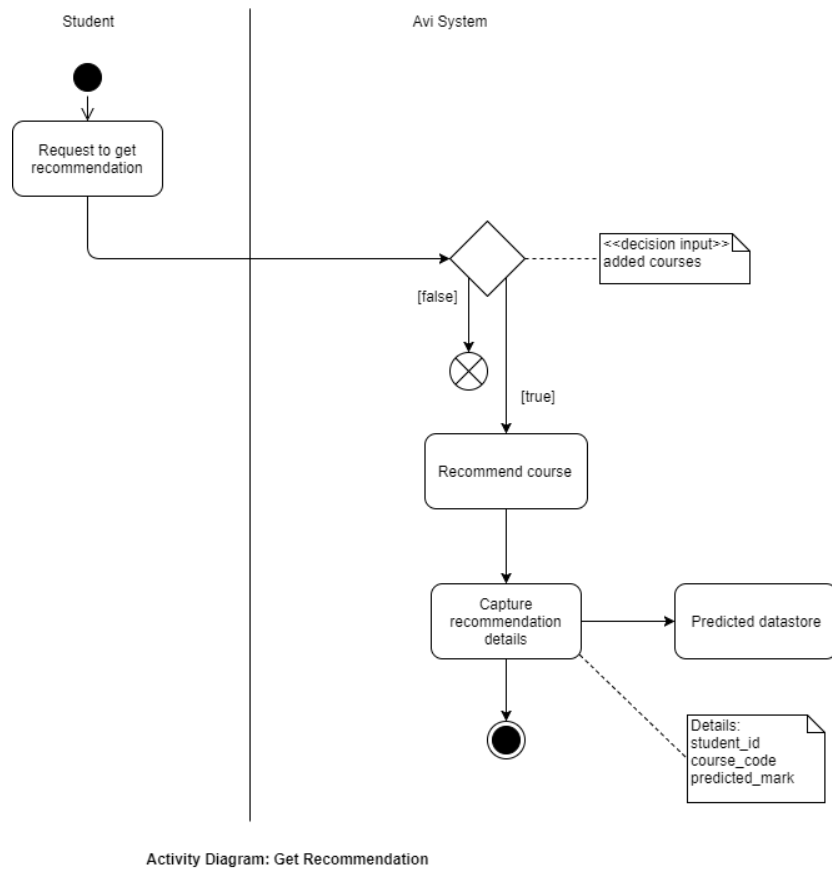 Student
Avi System
Request to get
recommendation
<<decision input>>
added courses
[false]
[true]
Recommend course
Capture
recommendation
details
Predicted datastore
Details:
student_id
course_code
predicted_mark
Activity Diagram: Get Recommendation